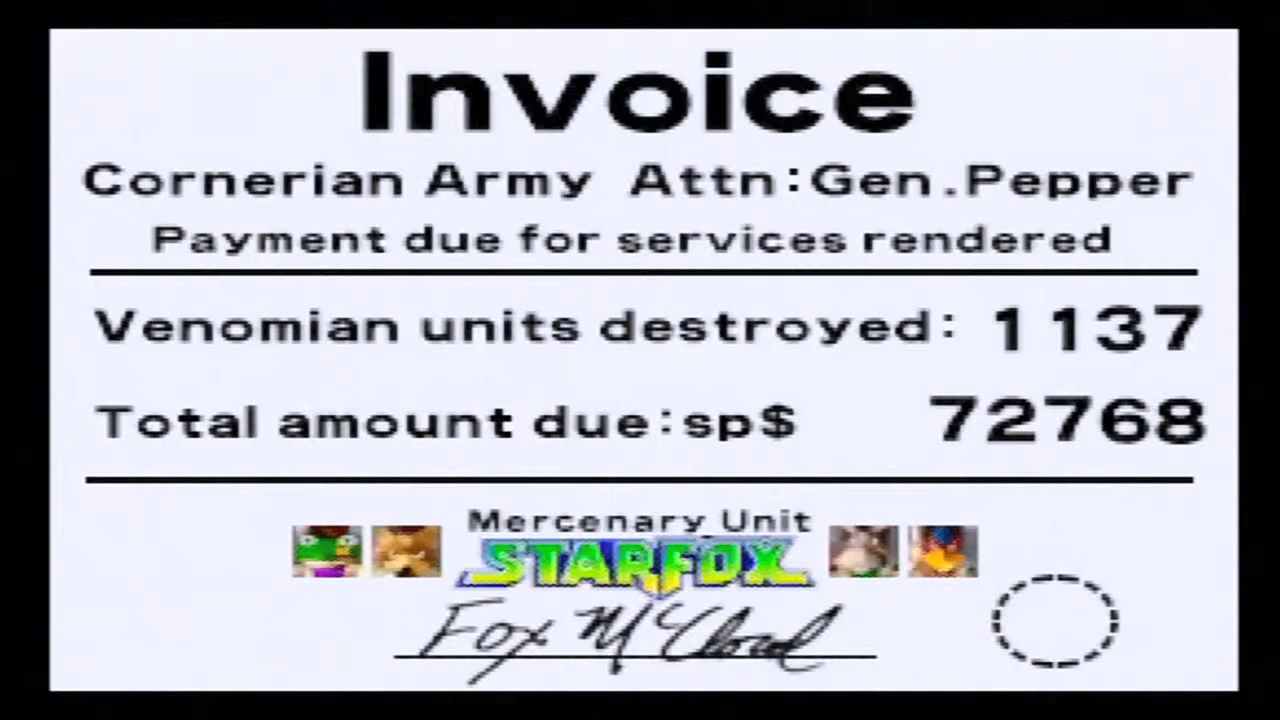 Invoice
Cornerian Army Attn:Gen.Pepper
Payment due for services rendered
Venomian units destroyed: 1137
Total amount due:sp$ 72768
Mercenary Unit
STARFOX
Fox McCloud